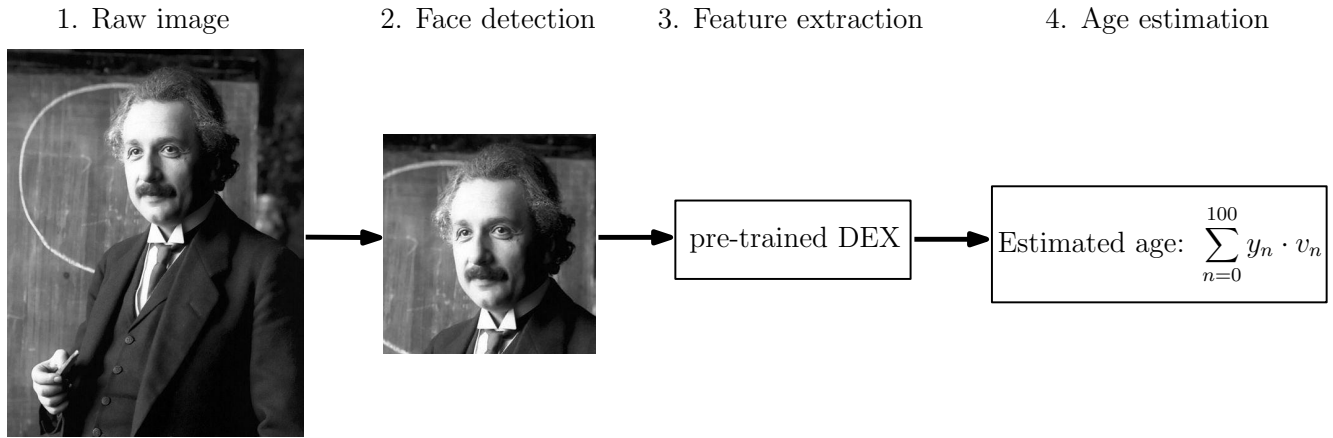 1. Raw image
2. Face detection
3. Feature extraction
4. Age estimation
pre-trained DEX
Estimated age: \sum_{n=0}^{100} y_n · v_n